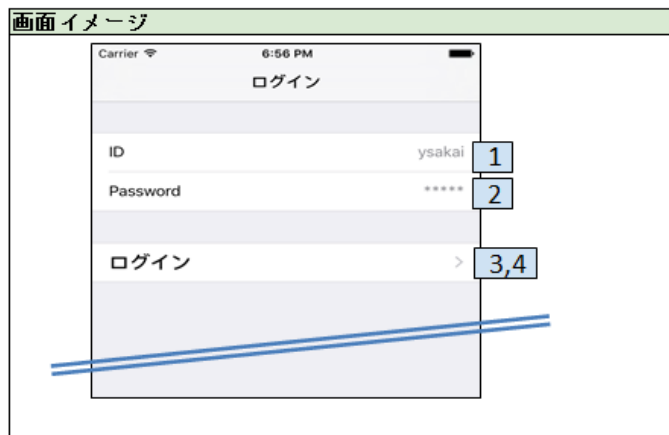 画面イメージ
Carrier 6:56 PM
ログイン
ID ysakai 1
Password ***** 2
ログイン > 3,4